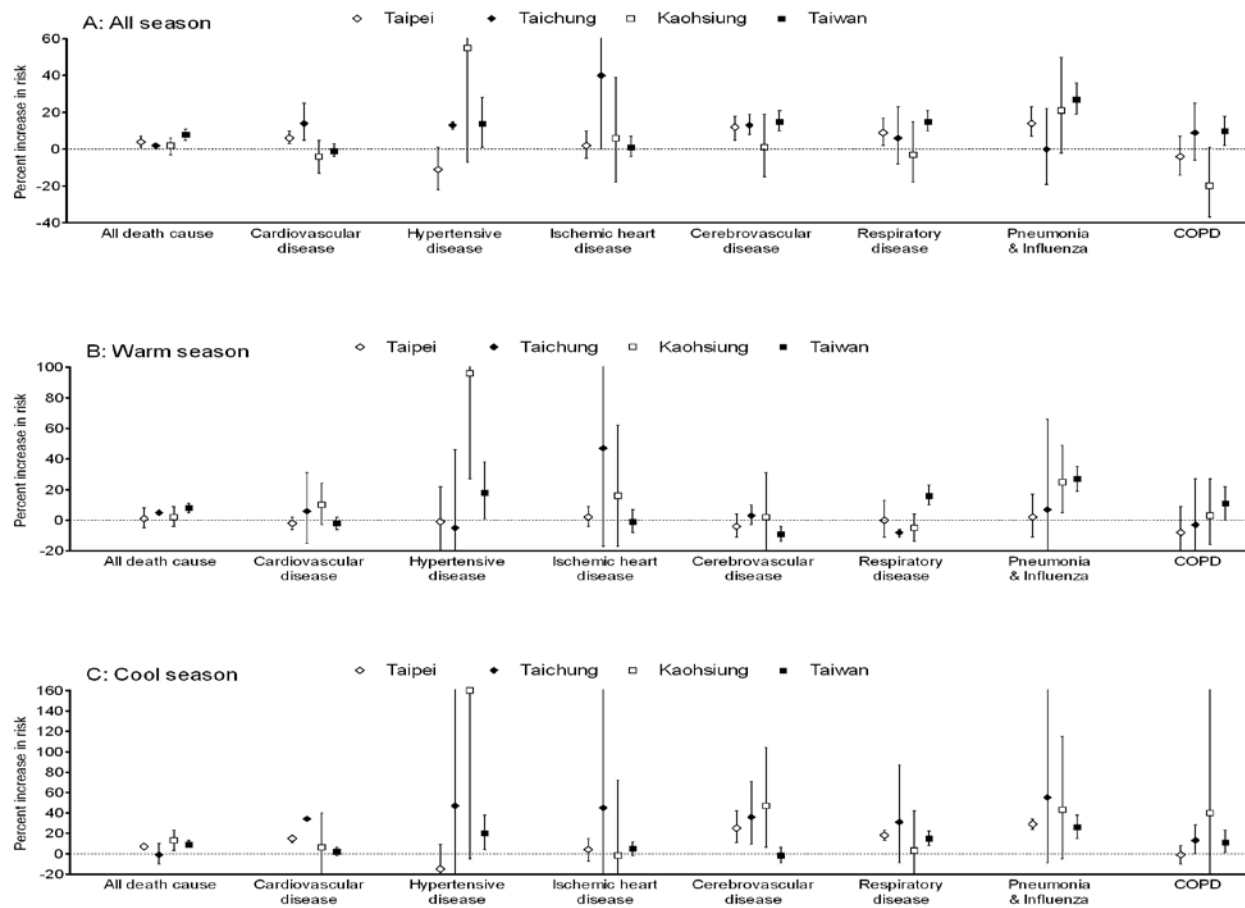 A: All season
Taipei Taichung Kaohsiung Taiwan
Percent increase in risk
60
40
20
0
-20
-40
All death cause Cardiovascular disease Hypertensive disease Ischemic heart disease Cerebrovascular disease Respiratory disease Pneumonia & Influenza COPD
B: Warm season
Taipei Taichung Kaohsiung Taiwan
Percent increase in risk
100
80
60
40
20
0
-20
All death cause Cardiovascular disease Hypertensive disease Ischemic heart disease Cerebrovascular disease Respiratory disease Pneumonia & Influenza COPD
C: Cool season
Taipei Taichung Kaohsiung Taiwan
Percent increase in risk
160
140
120
100
80
60
40
20
0
-20
All death cause Cardiovascular disease Hypertensive disease Ischemic heart disease Cerebrovascular disease Respiratory disease Pneumonia & Influenza COPD